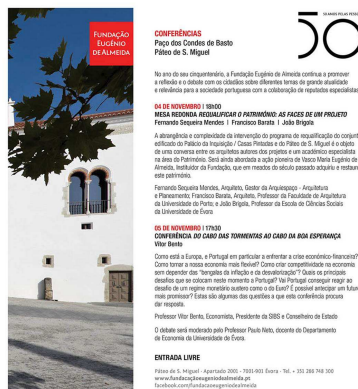 FUNDAÇÃO
EUGÉNIO
DE ALMEIDA
50 ANOS PELAS PESSOAS
50
CONFERÊNCIAS
Paço dos Condes de Basto
Páteo de S. Miguel
No ano do seu cinquentenário, a Fundação Eugénio de Almeida continua a promover
a reflexão e o debate com os cidadãos sobre diferentes temas de grande atualidade
e relevância para a sociedade portuguesa com a colaboração de reputados especialistas.
04 DE NOVEMBRO | 18h00
MESA REDONDA REQUALIFICAR O PATRIMÓNIO: AS FACES DE UM PROJETO
Fernando Sequeira Mendes | Francisco Barata | João Brigola
A abrangência e complexidade da intervenção do programa de requalificação do conjunto
edificado do Palácio da Inquisição / Casas Pintadas e do Páteo de S. Miguel é o objeto
de uma conversa entre os arquitetos autores dos projetos e um académico especialista
na área do Património. Será ainda abordada a ação pioneira de Vasco Maria Eugénio de
Almeida, Instituidor da Fundação, que em meados do século passado adquiriu e restaurou
este património.
Fernando Sequeira Mendes, Arquiteto, Gestor da Arquiespaço - Arquitetura
e Planeamento; Francisco Barata, Arquiteto, Professor da Faculdade de Arquitetura
da Universidade do Porto; e João Brigola, Professor da Escola de Ciências Sociais
da Universidade de Évora
05 DE NOVEMBRO | 17h30
CONFERÊNCIA DO CABO DAS TORMENTAS AO CABO DA BOA ESPERANÇA
Vitor Bento
Como está a Europa, e Portugal em particular a enfrentar a crise económico-financeira?
Como tornar a nossa economia mais flexível? Como criar competitividade na economia
sem depender das "bengalas da inflação e da desvalorização"? Quais os principais
desafios que se colocam neste momento a Portugal? Vai Portugal conseguir reagir ao
desafio de um regime monetário austero como o do Euro? É possível antecipar um futuro
mais promissor? Estas são algumas das questões a que esta conferência procura
dar resposta.
Professor Vitor Bento, Economista, Presidente da SIBS e Conselheiro de Estado
O debate será moderado pelo Professor Paulo Neto, docente do Departamento
de Economia da Universidade de Évora.
ENTRADA LIVRE
Páteo de S. Miguel - Apartado 2001 - 7001-901 Évora - Tel. + 351 266 748 300
www.fundacaoeugeniodealmeida.pt
facebook.com/fundacaoeugeniodealmeida